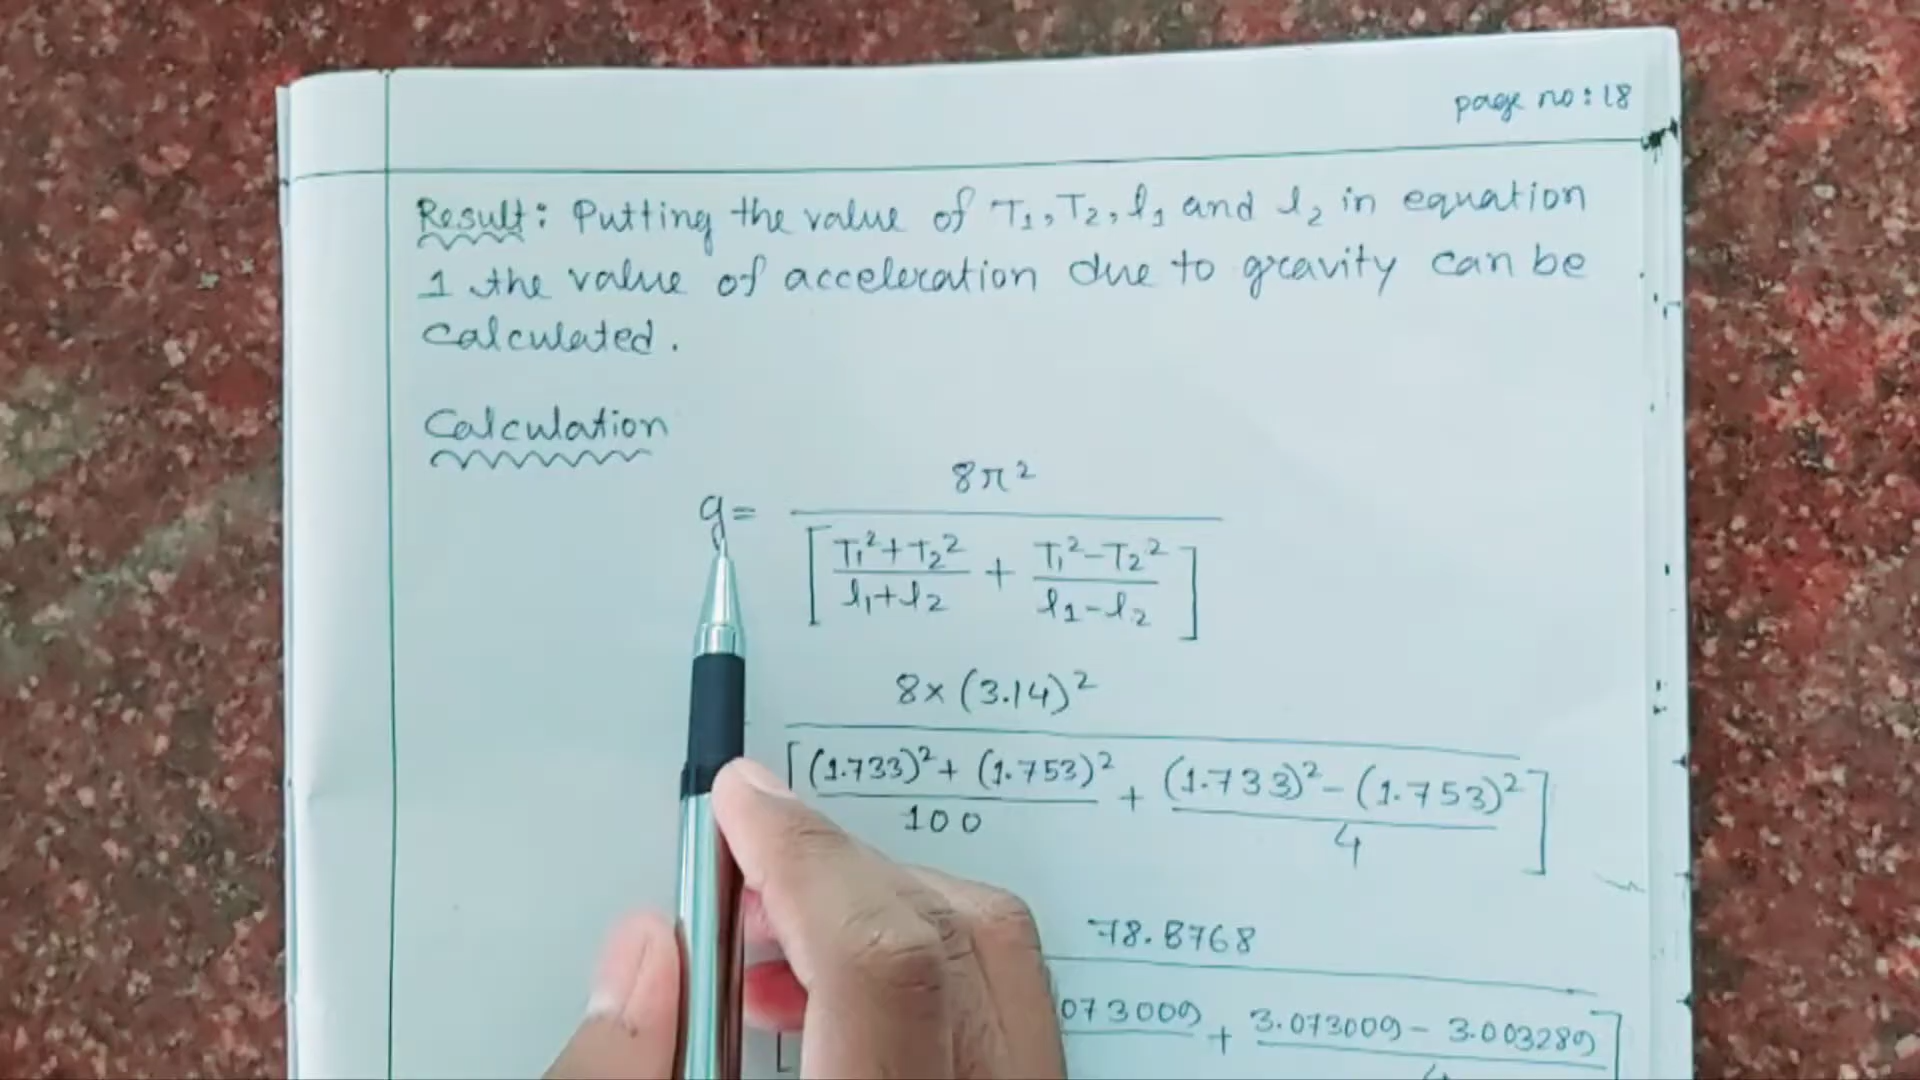 page no: 18
Result: Putting the value of T₁, T₂, l₁ and l₂ in equation
1 the value of acceleration due to gravity can be
calculated.
Calculation
g = 8π² / [ (T₁²+T₂²)/(l₁+l₂) + (T₁²-T₂²)/(l₁-l₂) ]
8×(3.14)² / [ ((1.733)²+(1.753)²)/100 + ((1.733)²-(1.753)²)/4 ]
78.8768
073009 + 3.073009 - 3.003289 ]